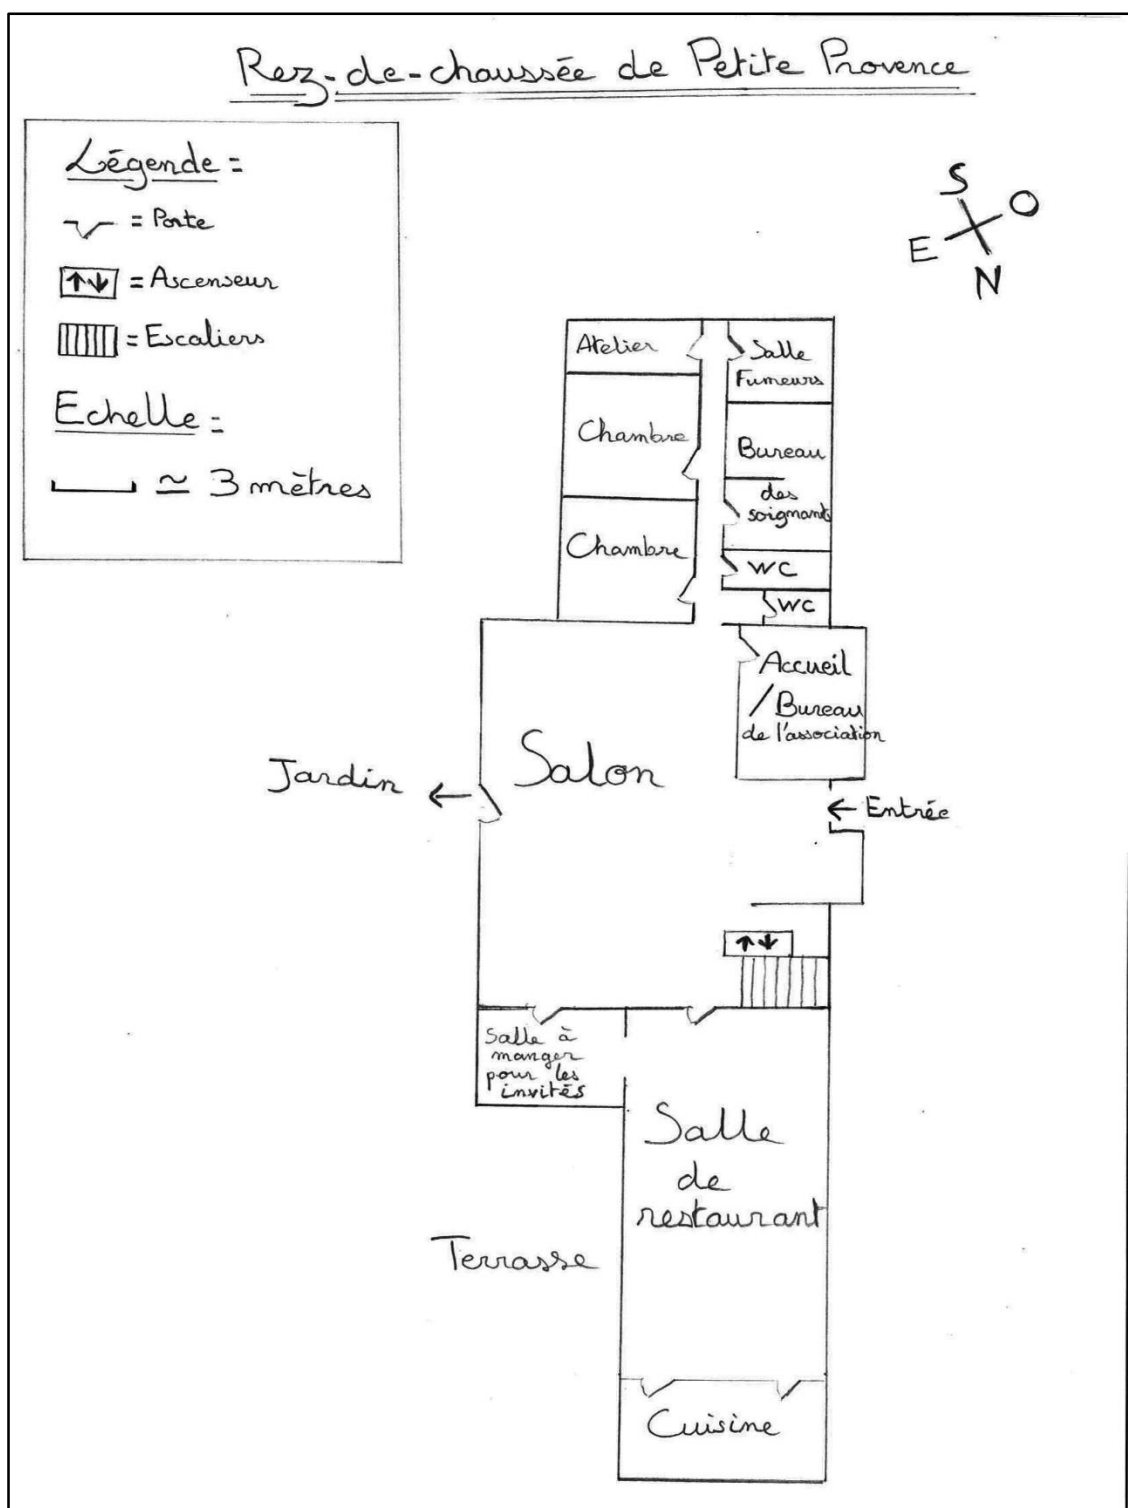 Rez-de-chaussée de Petite Provence
Légende =
= Porte
= Ascenseur
= Escaliers
Echelle =
≃ 3 mètres
S
O
E
N
Atelier
Salle
Fumeurs
Chambre
Bureau
des
soignants
Chambre
WC
WC
Accueil
/ Bureau
de l'association
Salon
Jardin ←
← Entrée
Salle à
manger
pour les
invités
Salle
de
restaurant
Terrasse
Cuisine